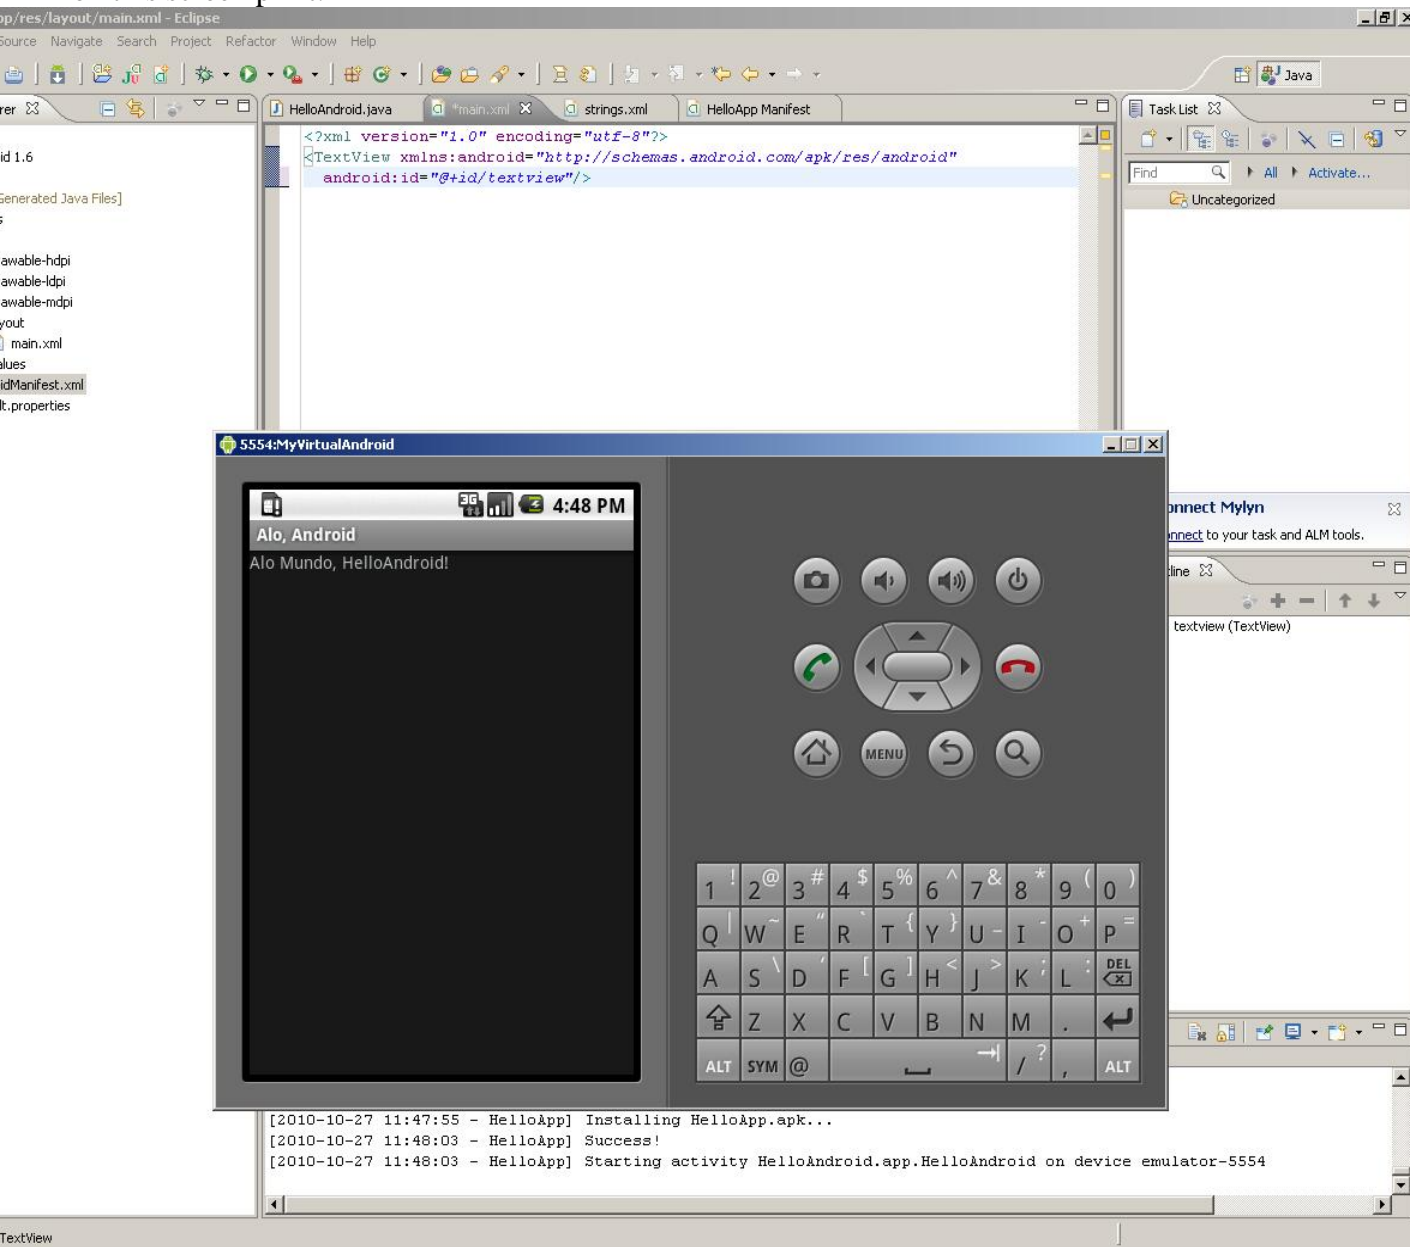 pp/res/layout/main.xml - Eclipse
Source Navigate Search Project Refactor Window Help
Java
rer
HelloAndroid.java
*main.xml
strings.xml
HelloApp Manifest
Task List
id 1.6
Generated Java Files]
s
awable-hdpi
awable-ldpi
awable-mdpi
yout
main.xml
alues
idManifest.xml
lt.properties
<?xml version="1.0" encoding="utf-8"?>
<TextView xmlns:android="http://schemas.android.com/apk/res/android"
android:id="@+id/textview"/>
Find
All
Activate...
Uncategorized
5554:MyVirtualAndroid
3G
4:48 PM
Alo, Android
Alo Mundo, HelloAndroid!
MENU
1 ! 2 @ 3 # 4 $ 5 % 6 ^ 7 & 8 * 9 ( 0 )
Q | W ~ E " R ` T { Y } U _ I - O + P =
A S \ D ' F [ G ] H < J > K ; L : DEL
Z X C V B N M .
ALT SYM @ / ? , ALT
onnect Mylyn
nnect to your task and ALM tools.
tline
textview (TextView)
[2010-10-27 11:47:55 - HelloApp] Installing HelloApp.apk...
[2010-10-27 11:48:03 - HelloApp] Success!
[2010-10-27 11:48:03 - HelloApp] Starting activity HelloAndroid.app.HelloAndroid on device emulator-5554
TextView